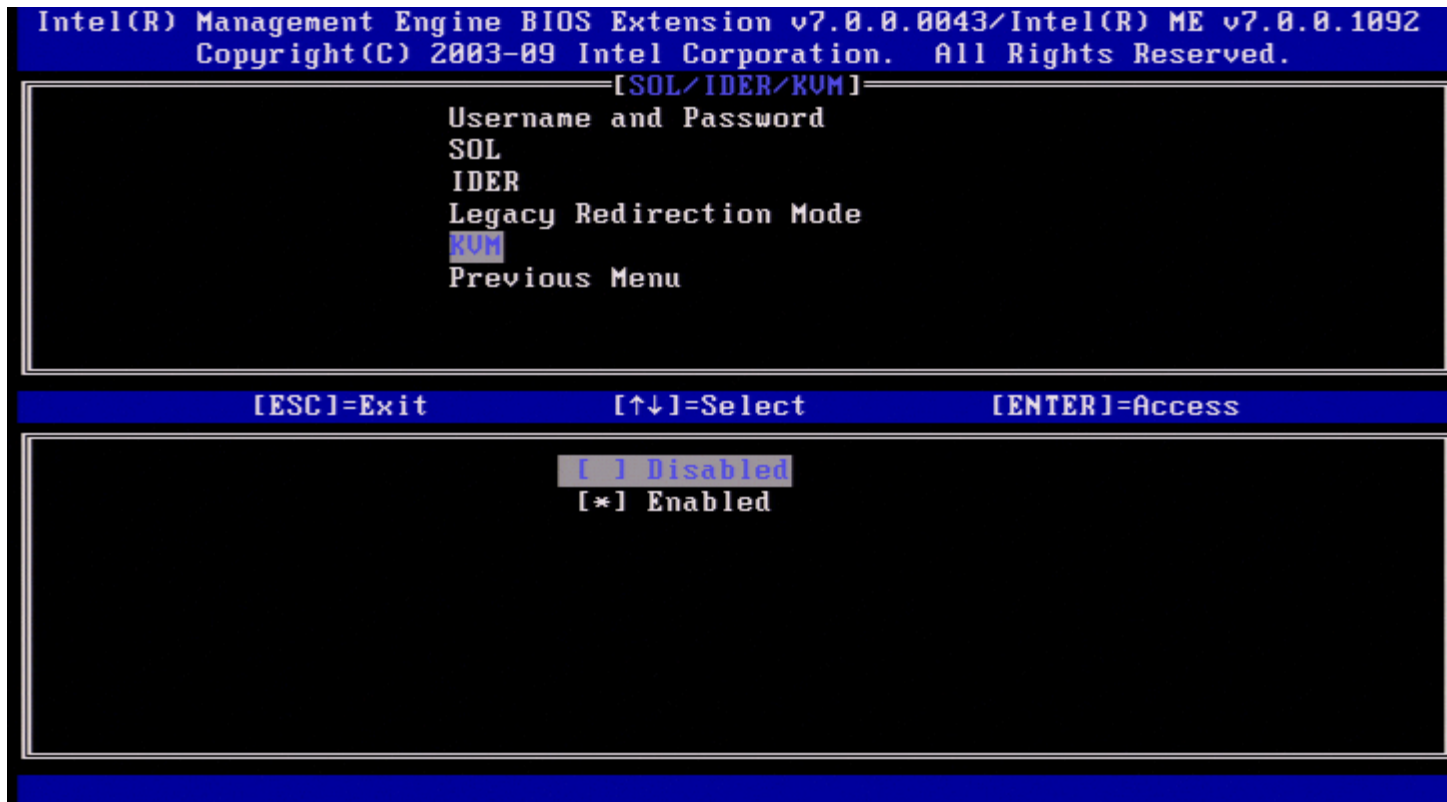 Intel(R) Management Engine BIOS Extension v7.0.0.0043/Intel(R) ME v7.0.0.1092
Copyright(C) 2003-09 Intel Corporation. All Rights Reserved.
[SOL/IDER/KVM]
Username and Password
SOL
IDER
Legacy Redirection Mode
KVM
Previous Menu
[ESC]=Exit [↑↓]=Select [ENTER]=Access
[ ] Disabled
[*] Enabled